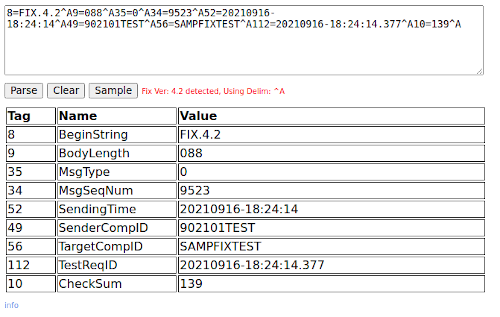 8=FIX.4.2^A9=088^A35=0^A34=9523^A52=20210916-
18:24:14^A49=902101TEST^A56=SAMPFIXTEST^A112=20210916-18:24:14.377^A10=139^A
Parse Clear Sample Fix Ver: 4.2 detected, Using Delim: ^A
Tag Name Value
8 BeginString FIX.4.2
9 BodyLength 088
35 MsgType 0
34 MsgSeqNum 9523
52 SendingTime 20210916-18:24:14
49 SenderCompID 902101TEST
56 TargetCompID SAMPFIXTEST
112 TestReqID 20210916-18:24:14.377
10 CheckSum 139
info